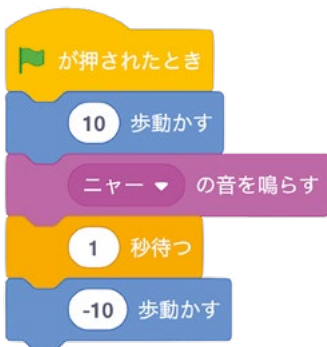 が押されたとき
10 歩動かす
ニャー の音を鳴らす
1 秒待つ
-10 歩動かす